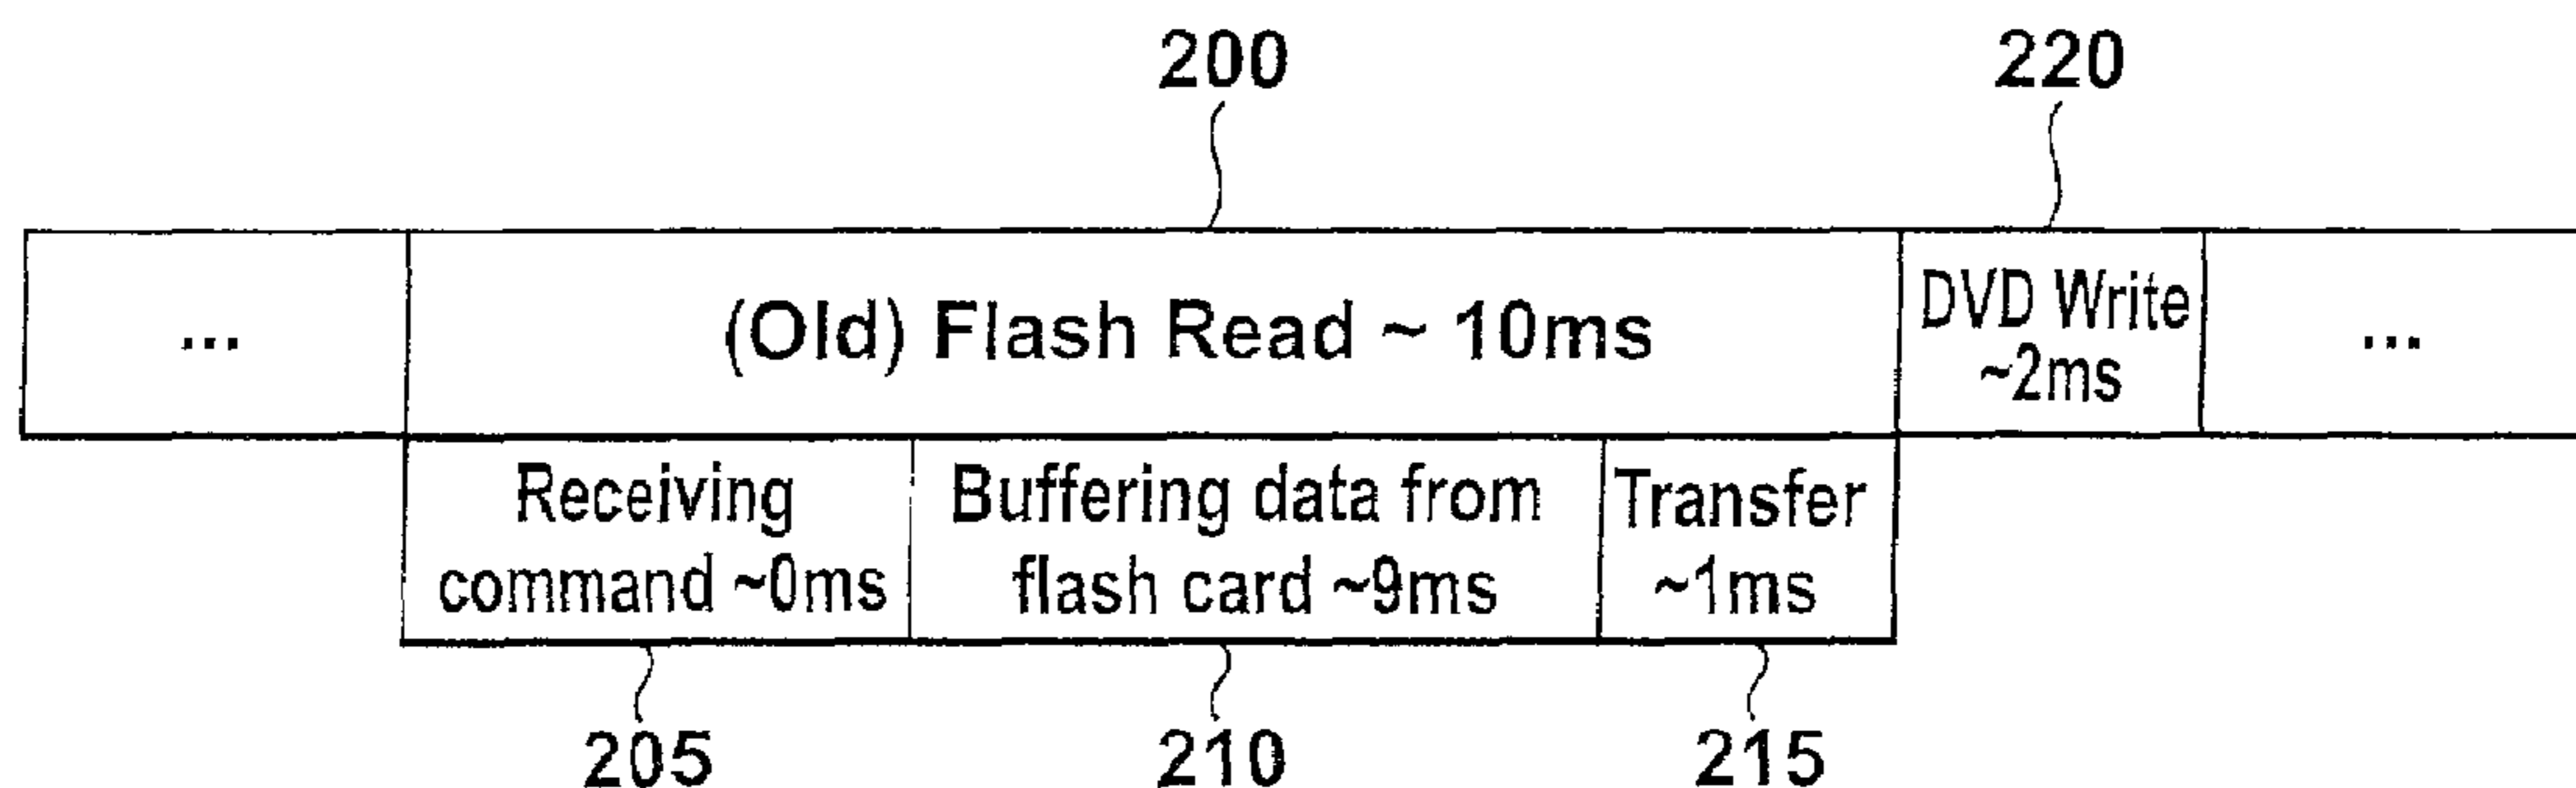 200 220
... (Old) Flash Read ~ 10ms DVD Write ~2ms ...
Receiving command ~0ms
Buffering data from flash card ~9ms
Transfer ~1ms
205 210 215